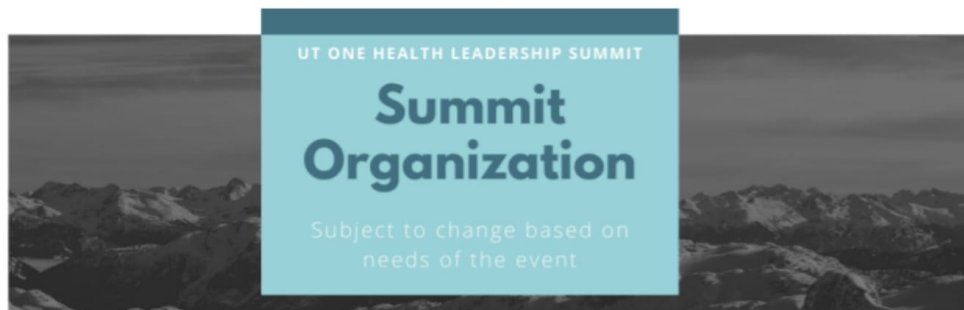 UT ONE HEALTH LEADERSHIP SUMMIT
Summit
Organization
Subject to change based on
needs of the event